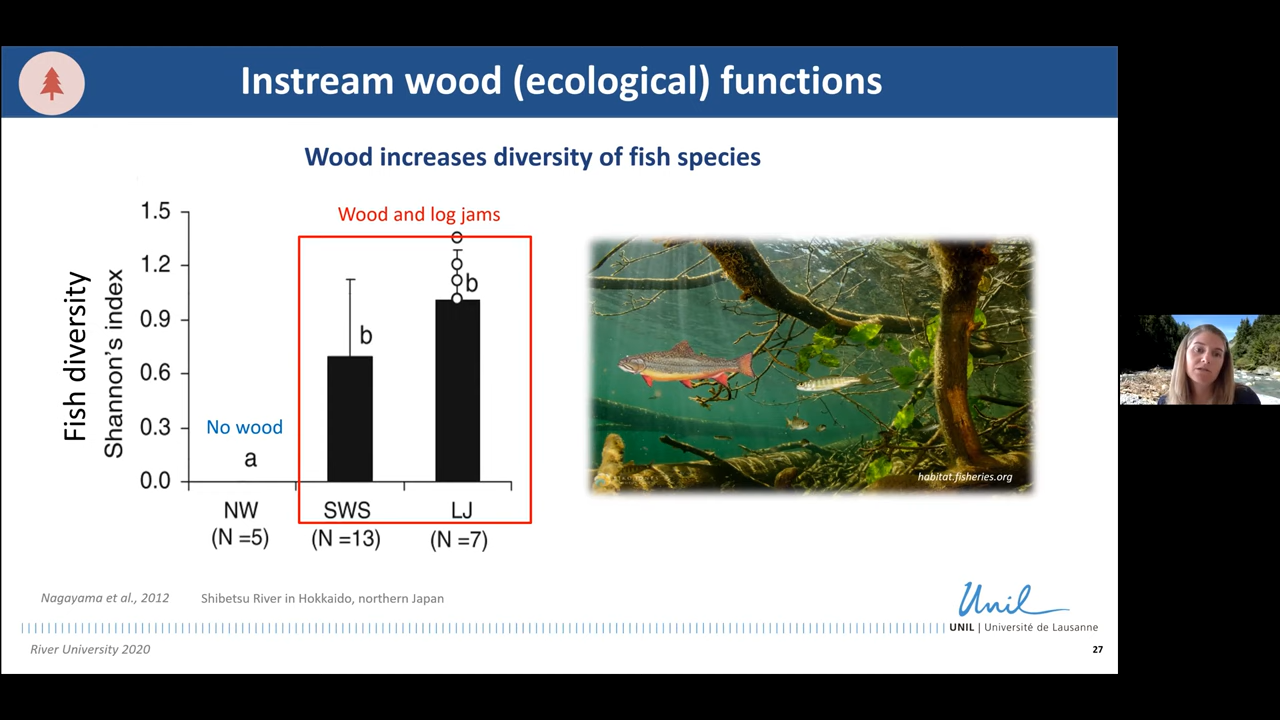 Instream wood (ecological) functions
Wood increases diversity of fish species
Wood and log jams
Fish diversity
Shannon's index
1.5
1.2
0.9
0.6
0.3
0.0
No wood
a
b
b
NW
SWS
LJ
(N =5)
(N =13)
(N =7)
habitat.fisheries.org
Nagayama et al., 2012
Shibetsu River in Hokkaido, northern Japan
Unil
UNIL | Université de Lausanne
River University 2020
27